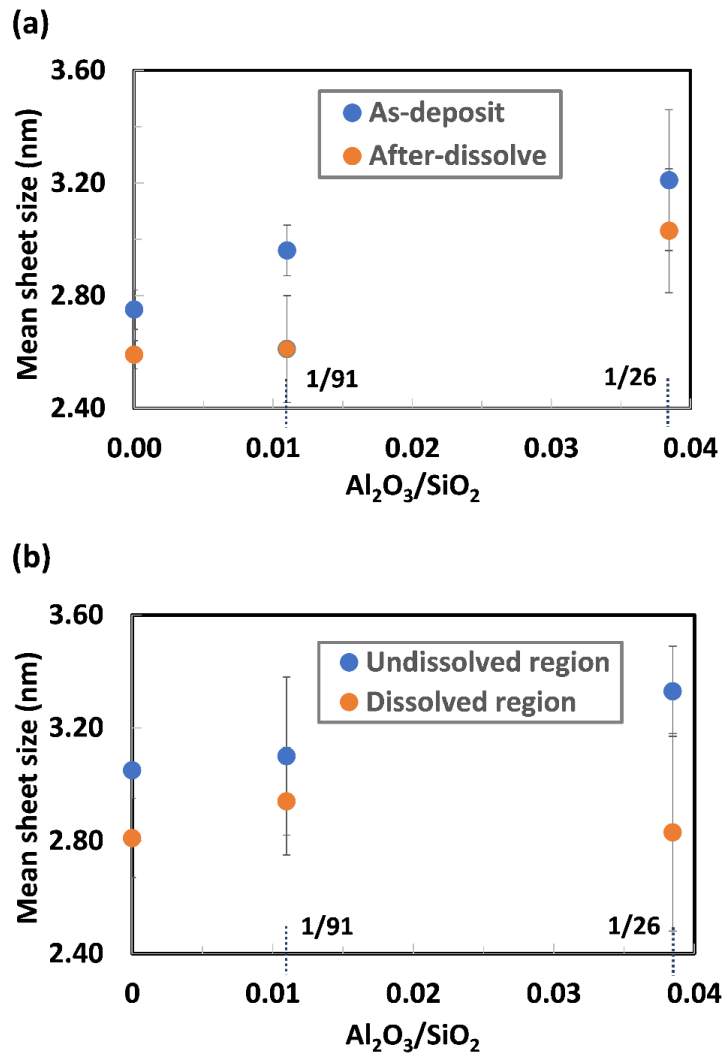 (a)
3.60
As-deposit
After-dissolve
3.20
Mean sheet size (nm)
2.80
1/91
1/26
2.40
0.00 0.01 0.02 0.03 0.04
Al₂O₃/SiO₂
(b)
3.60
Undissolved region
Dissolved region
3.20
Mean sheet size (nm)
2.80
1/91
1/26
2.40
0 0.01 0.02 0.03 0.04
Al₂O₃/SiO₂